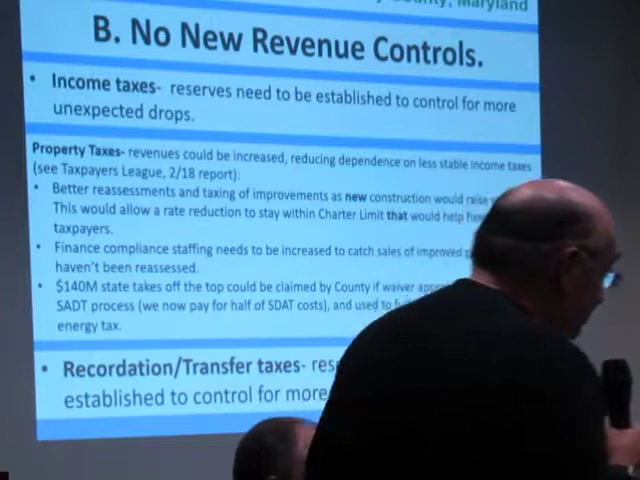 County, Maryland
B. No New Revenue Controls.
• Income taxes- reserves need to be established to control for more
unexpected drops.
Property Taxes- revenues could be increased, reducing dependence on less stable income taxes
(see Taxpayers League, 2/18 report):
• Better reassessments and taxing of improvements as new construction would raise
This would allow a rate reduction to stay within Charter Limit that would help
taxpayers.
• Finance compliance staffing needs to be increased to catch sales of improved
haven't been reassessed.
• $140M state takes off the top could be claimed by County if waiver
SADT process (we now pay for half of SDAT costs), and used to
energy tax.
• Recordation/Transfer taxes-
established to control for more